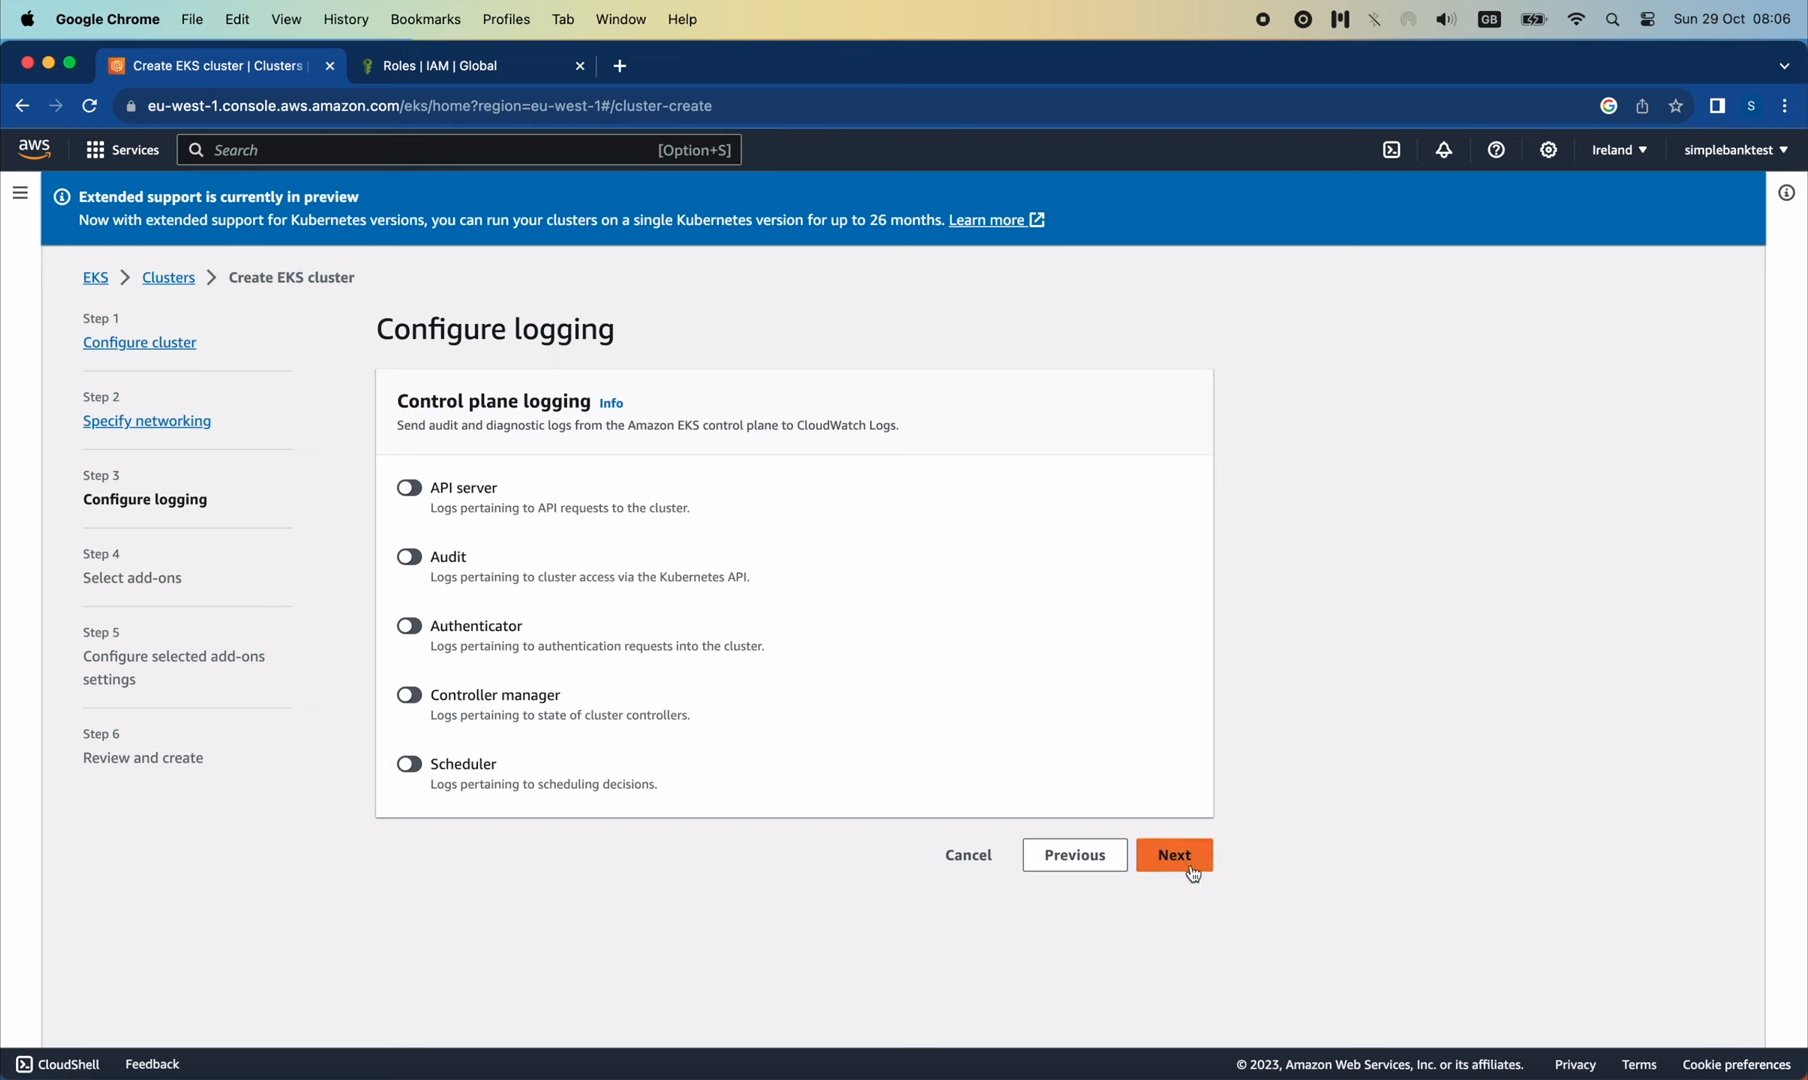 Google Chrome File Edit View History Bookmarks Profiles Tab Window Help GB Sun 29 Oct 08:06
Create EKS cluster | Clusters Roles | IAM | Global
eu-west-1.console.aws.amazon.com/eks/home?region=eu-west-1#/cluster-create S
aws Services Search [Option+S] Ireland simplebanktest
Extended support is currently in preview
Now with extended support for Kubernetes versions, you can run your clusters on a single Kubernetes version for up to 26 months. Learn more
EKS Clusters Create EKS cluster
Step 1
Configure cluster
Step 2
Specify networking
Step 3
Configure logging
Step 4
Select add-ons
Step 5
Configure selected add-ons
settings
Step 6
Review and create
Configure logging
Control plane logging Info
Send audit and diagnostic logs from the Amazon EKS control plane to CloudWatch Logs.
API server
Logs pertaining to API requests to the cluster.
Audit
Logs pertaining to cluster access via the Kubernetes API.
Authenticator
Logs pertaining to authentication requests into the cluster.
Controller manager
Logs pertaining to state of cluster controllers.
Scheduler
Logs pertaining to scheduling decisions.
Cancel Previous Next
CloudShell Feedback © 2023, Amazon Web Services, Inc. or its affiliates. Privacy Terms Cookie preferences